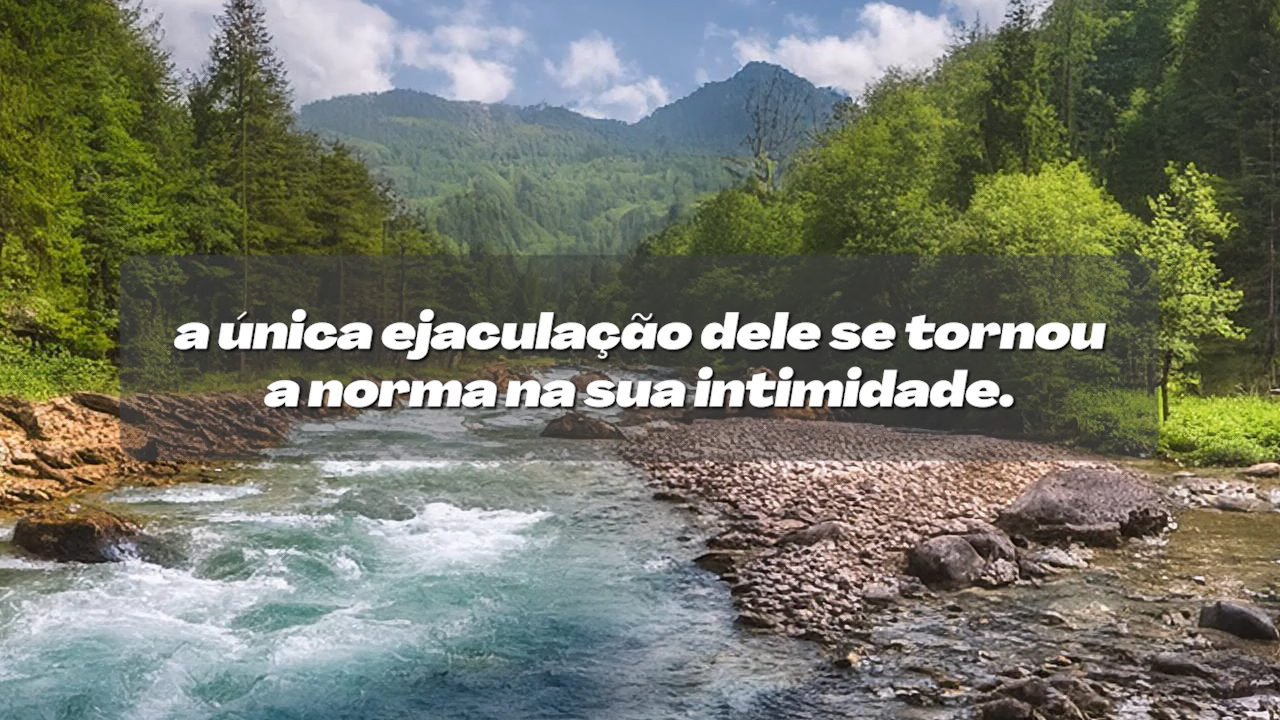 a única ejaculação dele se tornou
a norma na sua intimidade.